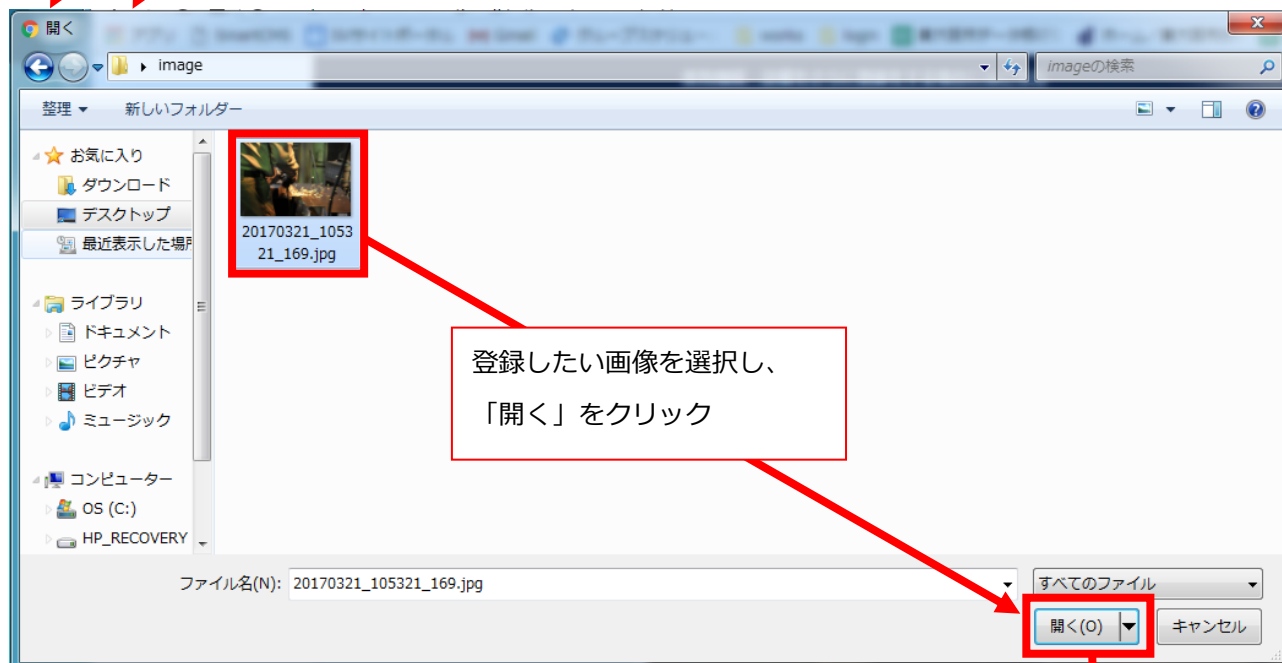 開く
image
imageの検索
整理
新しいフォルダー
お気に入り
ダウンロード
デスクトップ
最近表示した場所
ライブラリ
ドキュメント
ピクチャ
ビデオ
ミュージック
コンピューター
OS (C:)
HP_RECOVERY
20170321_1053
21_169.jpg
登録したい画像を選択し、
「開く」をクリック
ファイル名(N): 20170321_105321_169.jpg
すべてのファイル
開く(O)
キャンセル